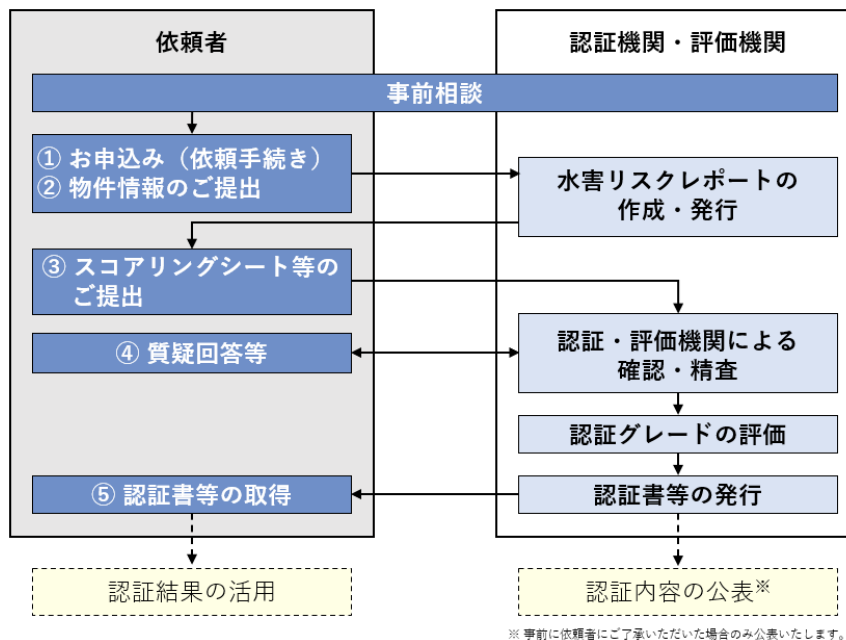 依頼者
認証機関・評価機関
事前相談
① お申込み（依頼手続き）
② 物件情報のご提出
水害リスクレポートの
作成・発行
③ スコアリングシート等の
ご提出
④ 質疑回答等
認証・評価機関による
確認・精査
認証グレードの評価
⑤ 認証書等の取得
認証書等の発行
認証結果の活用
認証内容の公表※
※ 事前に依頼者にご了承いただいた場合のみ公表いたします。